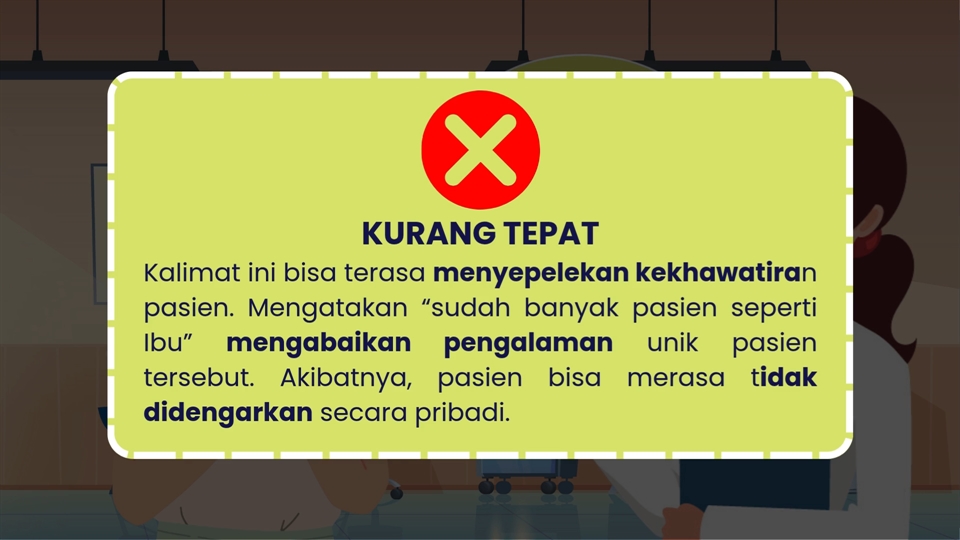 KURANG TEPAT
Kalimat ini bisa terasa menyepelekan kekhawatiran
pasien. Mengatakan “sudah banyak pasien seperti
Ibu” mengabaikan pengalaman unik pasien
tersebut. Akibatnya, pasien bisa merasa tidak
didengarkan secara pribadi.